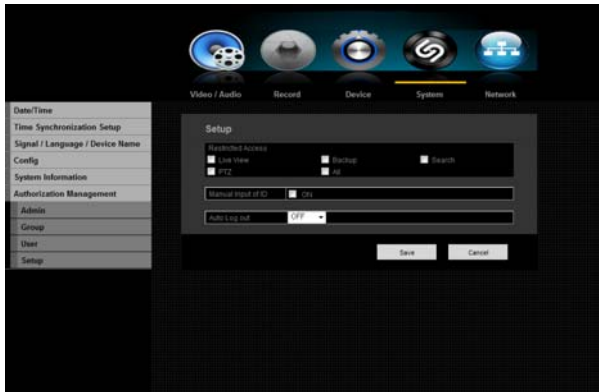 Video / Audio Record Device System Network
Date/Time
Time Synchronization Setup
Signal / Language / Device Name
Config
System Information
Authorization Management
Admin
Group
User
Setup
Setup
Restricted Access
Live View Backup Search
PTZ All
Manual Input of ID ON
Auto Log out OFF
Save Cancel